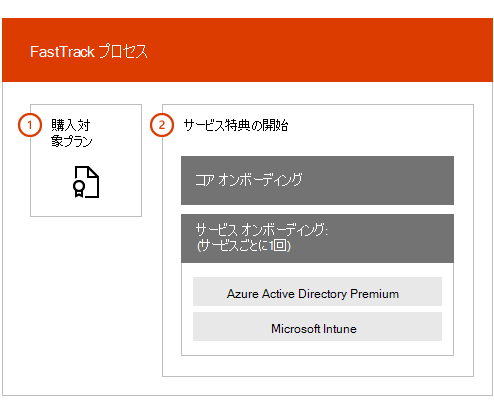 FastTrack プロセス
1
購入対
象プラン
2
サービス特典の開始
コア オンボーディング
サービス オンボーディング:
(サービスごとに1回)
Azure Active Directory Premium
Microsoft Intune